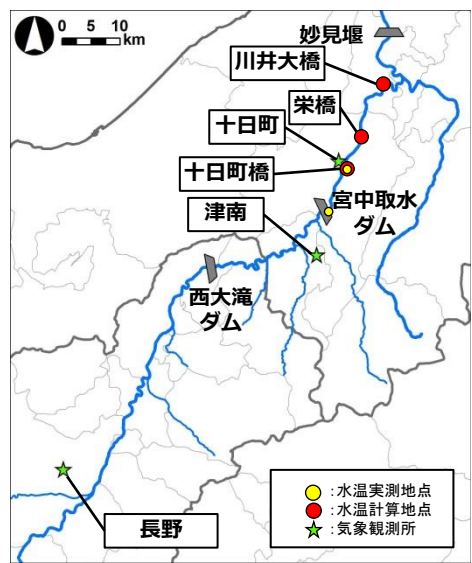 0 5 10
km
妙見堰
川井大橋
栄橋
十日町
十日町橋
宮中取水
ダム
津南
西大滝
ダム
長野
:水温実測地点
:水温計算地点
:気象観測所